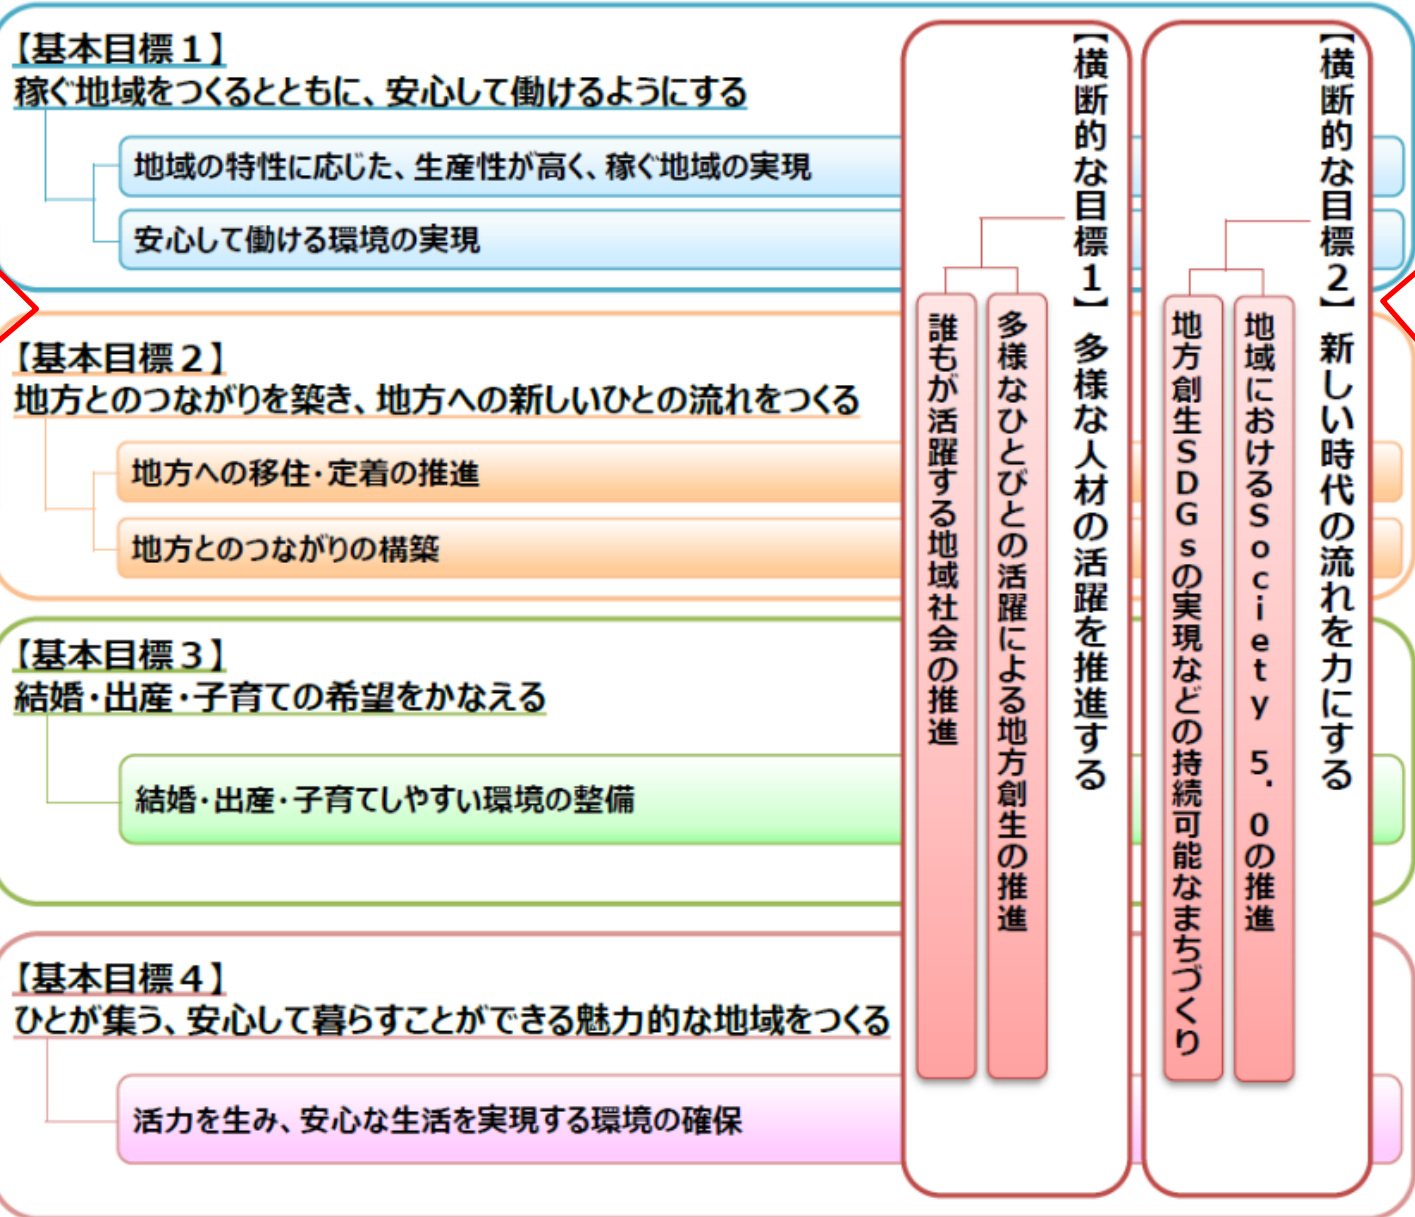 【基本目標１】
稼ぐ地域をつくるとともに、安心して働けるようにする
地域の特性に応じた、生産性が高く、稼ぐ地域の実現
安心して働ける環境の実現
【基本目標２】
地方とのつながりを築き、地方への新しいひとの流れをつくる
地方への移住・定着の推進
地方とのつながりの構築
【基本目標３】
結婚・出産・子育ての希望をかなえる
結婚・出産・子育てしやすい環境の整備
【基本目標４】
ひとが集う、安心して暮らすことができる魅力的な地域をつくる
活力を生み、安心な生活を実現する環境の確保
【横断的な目標１】多様な人材の活躍を推進する
多様なひとびとの活躍による地方創生の推進
誰もが活躍する地域社会の推進
【横断的な目標２】新しい時代の流れを力にする
地域におけるSociety 5.0の推進
地方創生SDGsの実現などの持続可能なまちづくり